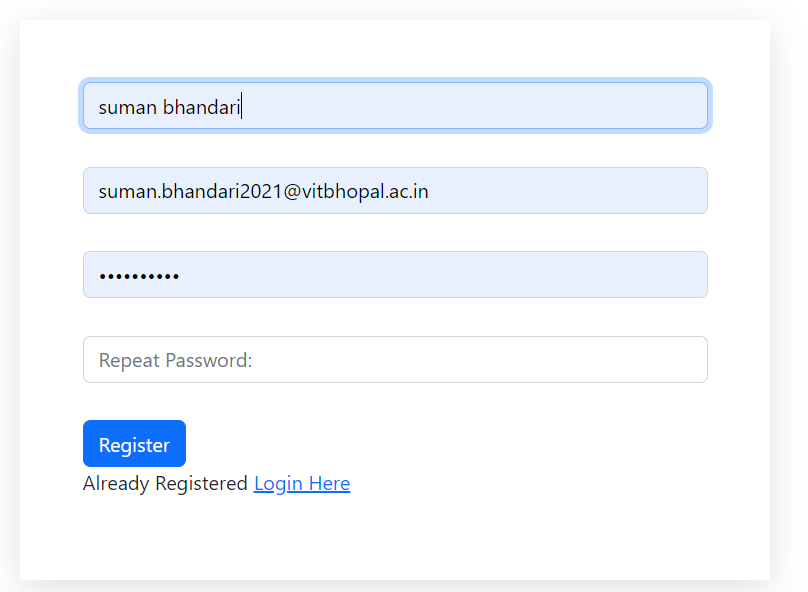 suman bhandari
suman.bhandari2021@vitbhopal.ac.in
••••••••••
Repeat Password:
Register
Already Registered Login Here